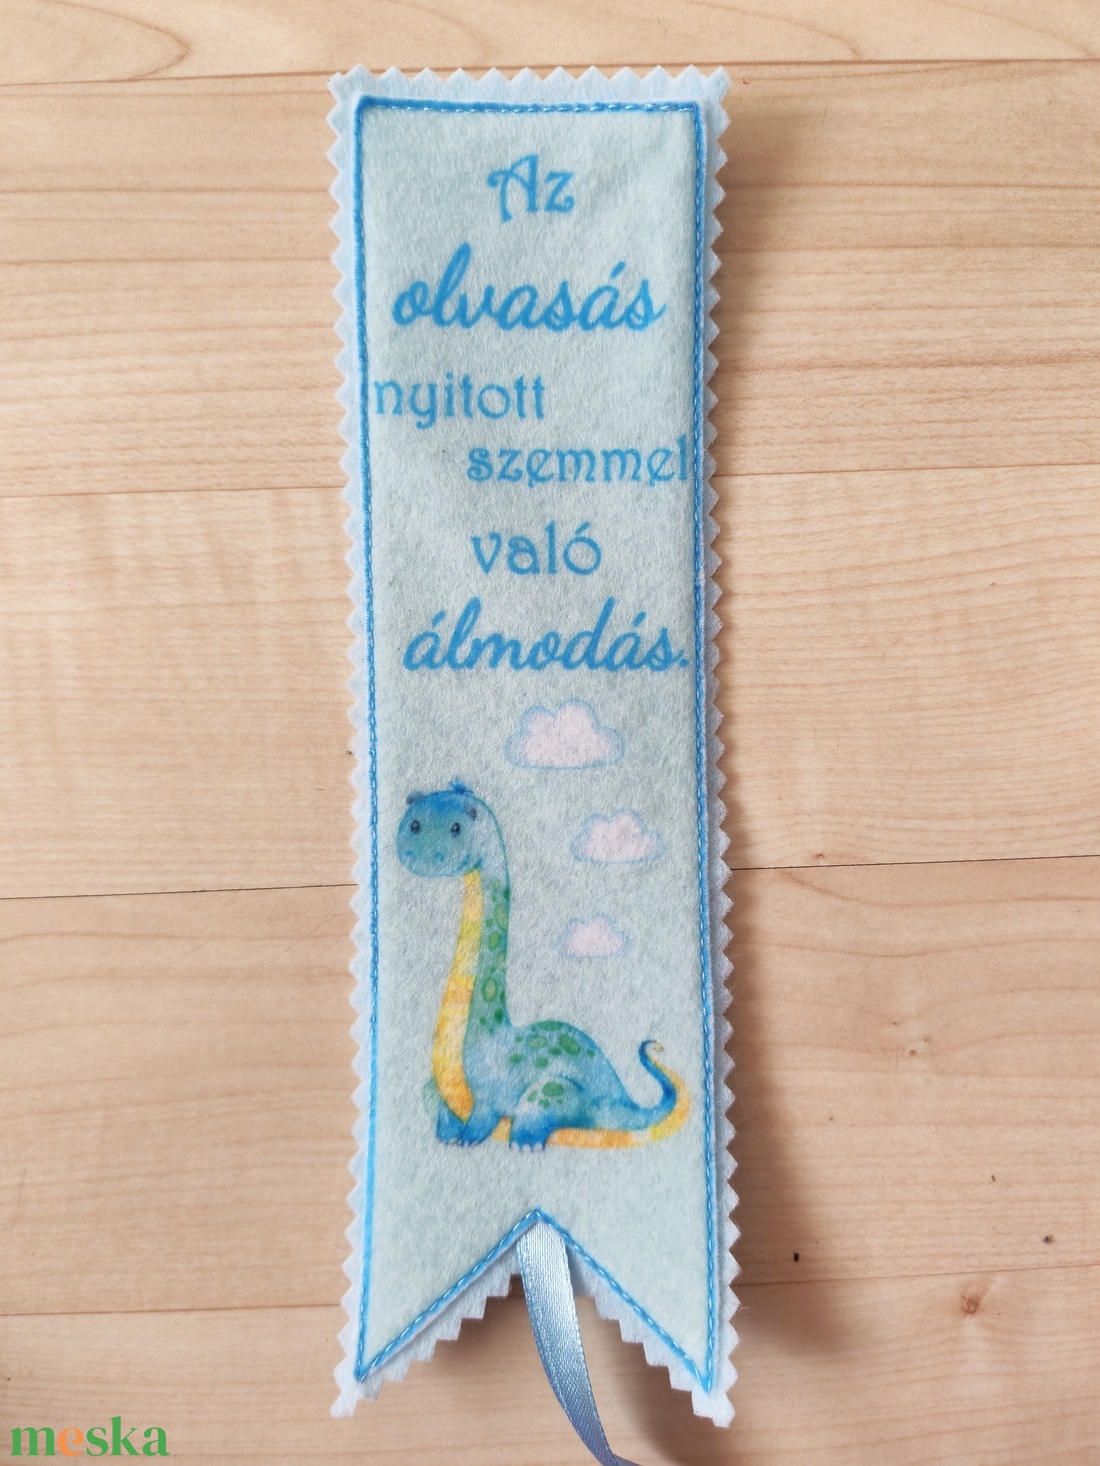 Az
olvasás
nyitott
szemmel
való
álmodás.
meska